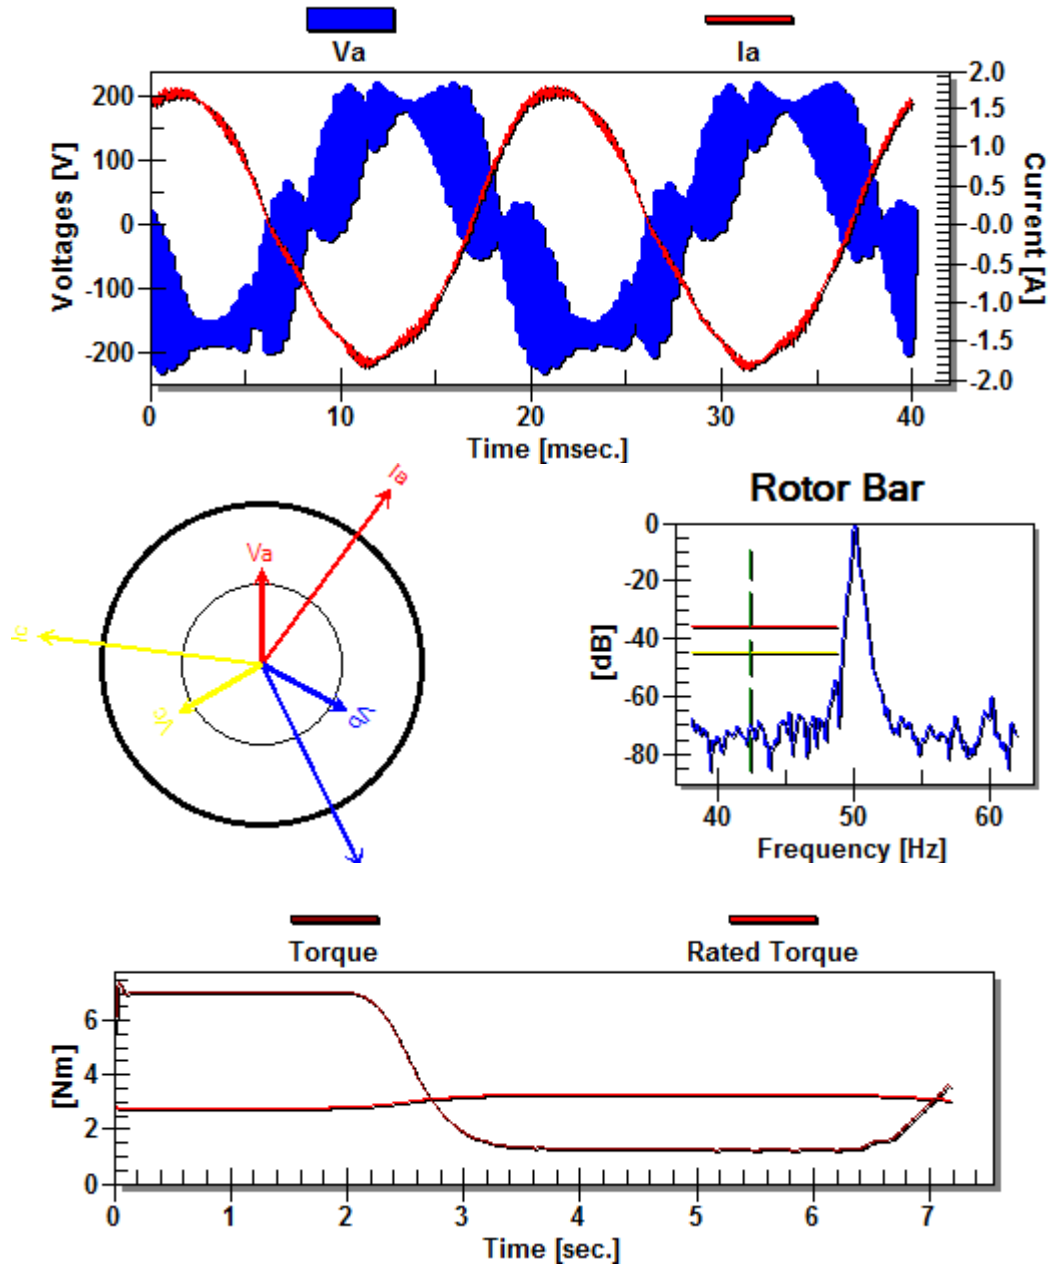 Va Ia
200
100
0
-100
-200
Voltages [V]
2.0
1.5
1.0
0.5
-0.0
-0.5
-1.0
-1.5
-2.0
Current [A]
0 10 20 30 40
Time [msec.]
Ia
Va
Ic
Vc
Vb
Rotor Bar
0
-20
-40
-60
-80
[dB]
40 50 60
Frequency [Hz]
Torque Rated Torque
6
4
2
0
[Nm]
0 1 2 3 4 5 6 7
Time [sec.]